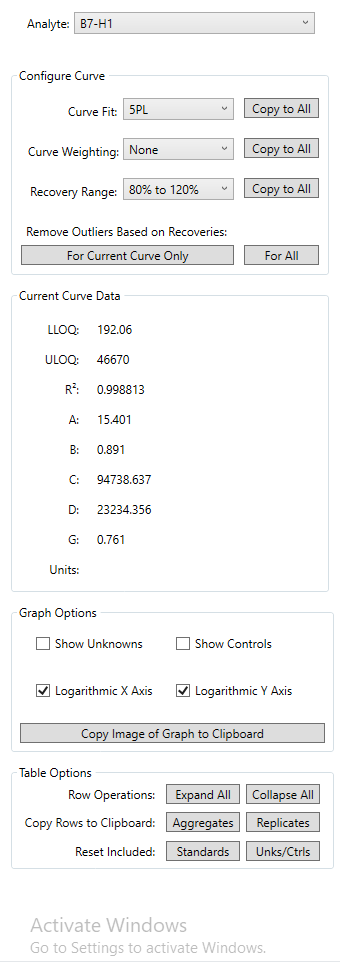 Analyte: B7-H1
Configure Curve
Curve Fit: 5PL Copy to All
Curve Weighting: None Copy to All
Recovery Range: 80% to 120% Copy to All
Remove Outliers Based on Recoveries:
For Current Curve Only For All
Current Curve Data
LLOQ: 192.06
ULOQ: 46670
R²: 0.998813
A: 15.401
B: 0.891
C: 94738.637
D: 23234.356
G: 0.761
Units:
Graph Options
Show Unknowns Show Controls
Logarithmic X Axis Logarithmic Y Axis
Copy Image of Graph to Clipboard
Table Options
Row Operations: Expand All Collapse All
Copy Rows to Clipboard: Aggregates Replicates
Reset Included: Standards Unks/Ctrls
Activate Windows
Go to Settings to activate Windows.